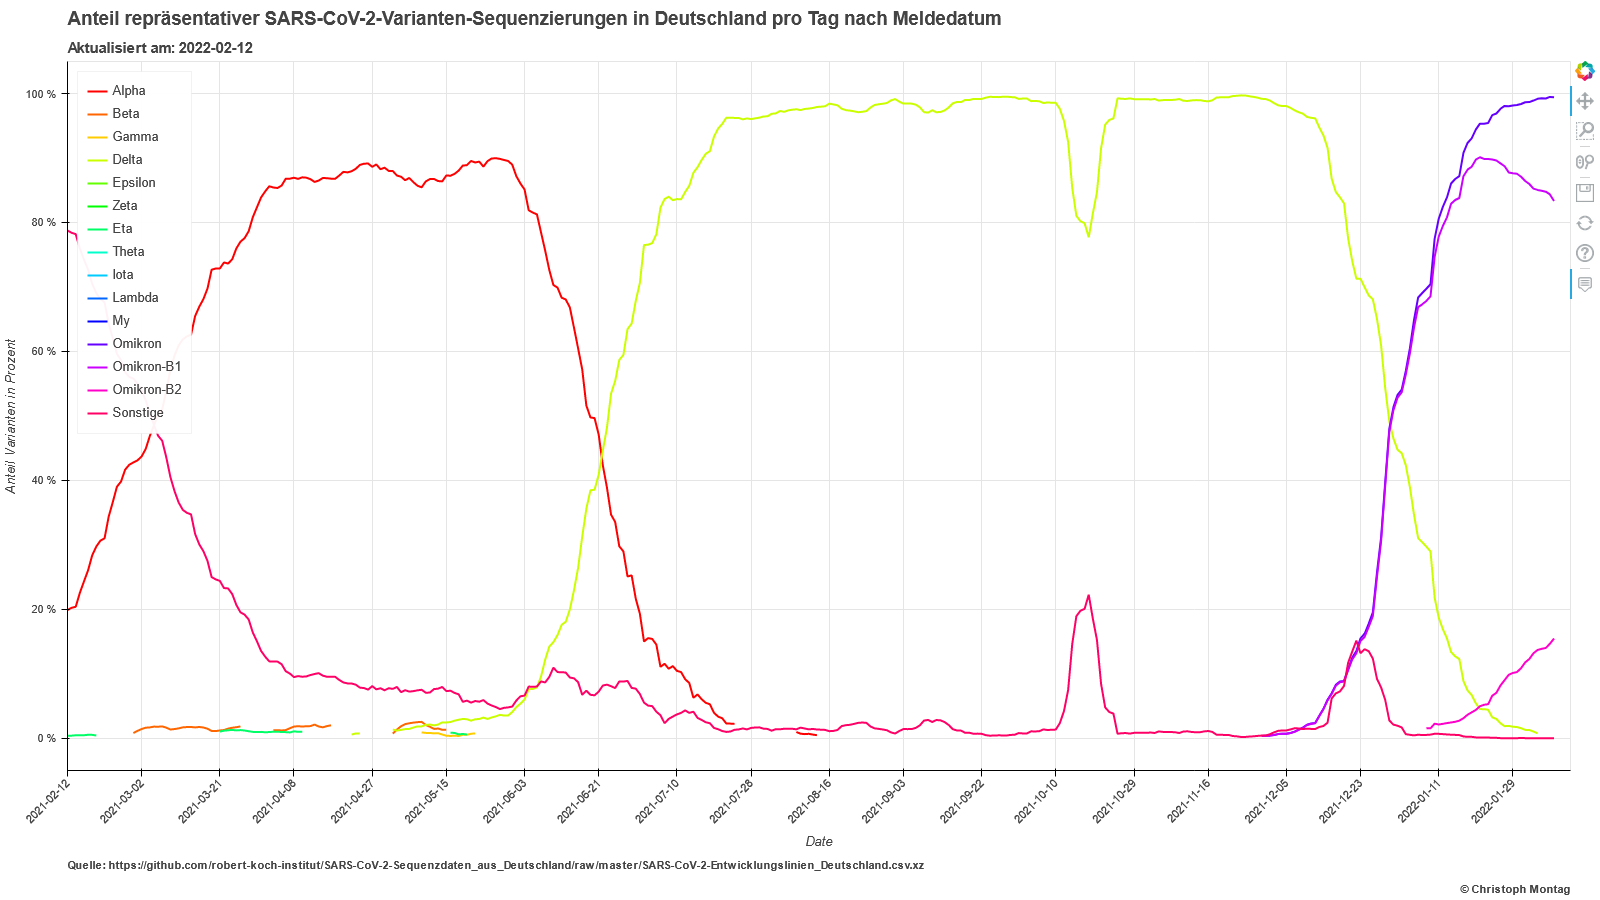 Anteil repräsentativer SARS-CoV-2-Varianten-Sequenzierungen in Deutschland pro Tag nach Meldedatum
Aktualisiert am: 2022-02-12
Alpha
Beta
Gamma
Delta
Epsilon
Zeta
Eta
Theta
Iota
Lambda
My
Omikron
Omikron-B1
Omikron-B2
Sonstige
100 %
80 %
60 %
40 %
20 %
0 %
Anteil Varianten in Prozent
2021-02-12
2021-03-02
2021-03-21
2021-04-08
2021-04-27
2021-05-15
2021-06-03
2021-06-21
2021-07-10
2021-07-28
2021-08-16
2021-09-03
2021-09-22
2021-10-10
2021-10-29
2021-11-16
2021-12-05
2021-12-23
2022-01-11
2022-01-29
Date
Quelle: https://github.com/robert-koch-institut/SARS-CoV-2-Sequenzdaten_aus_Deutschland/raw/master/SARS-CoV-2-Entwicklungslinien_Deutschland.csv.xz
© Christoph Montag